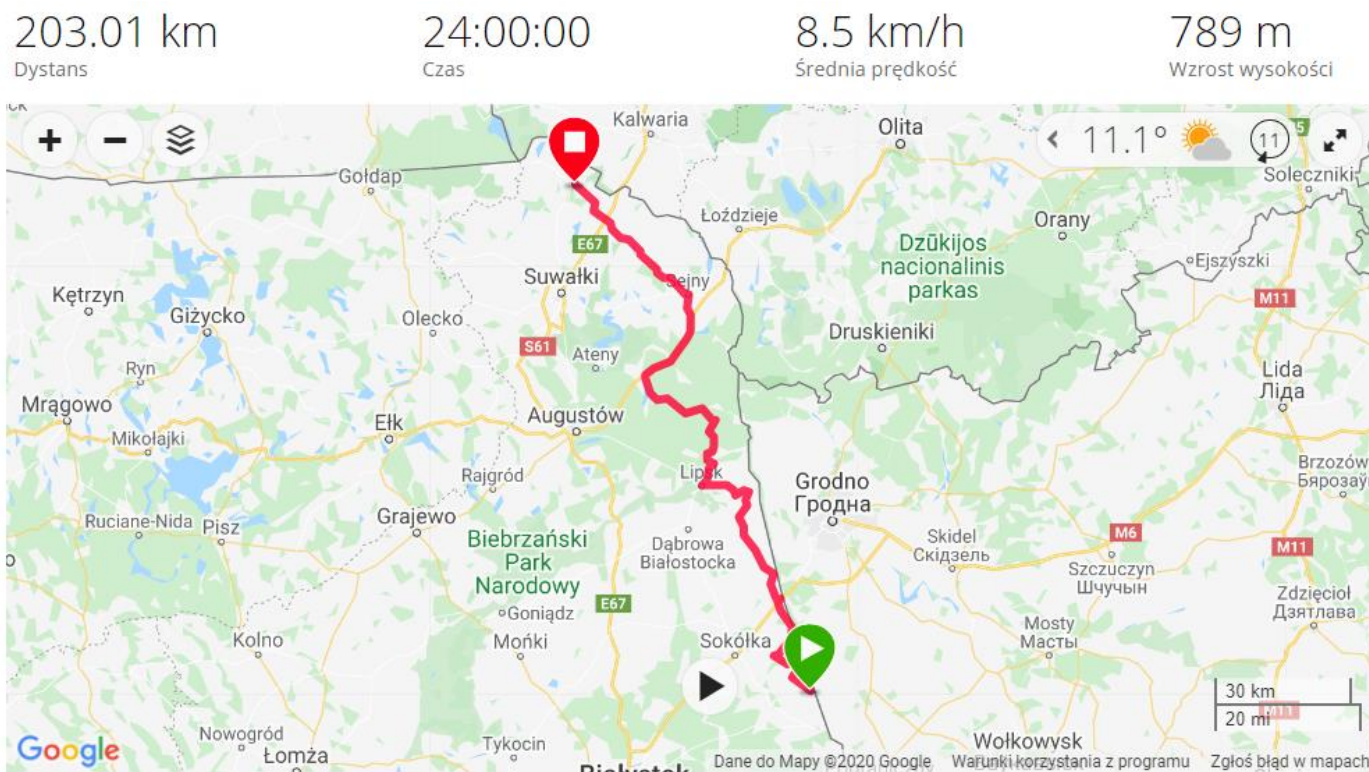 203.01 km
24:00:00
8.5 km/h
789 m
Dystans
Czas
Średnia prędkość
Wzrost wysokości
Kalwaria
Olita
11.1°
11
5
Gołdap
Soleczniki
Łoździeje
Orany
E67
Dzūkijos
nacionalinis
parkas
Ejszyszki
Suwałki
Sejny
Kętrzyn
M11
Giżycko
Olecko
Druskieniki
S61
Ateny
Ryn
Lida
Ліда
Mrągowo
Augustów
Ełk
Mikołajki
Rajgród
Lipsk
Grodno
Гродна
Brzozów
Бярозаў
Ruciane-Nida
Pisz
Grajewo
Biebrzański
Park
Narodowy
Dąbrowa
Białostocka
Skidel
Скідзель
M6
M11
Szczuczyn
Шчучын
Goniądz
E67
Zdzięcioł
Дзятлава
Kolno
Mońki
Sokółka
Mosty
Масты
30 km
20 mi
M11
Nowogród
Łomża
Tykocin
Wołkowysk
Google
Białystok
Dane do Mapy ©2020 Google
Warunki korzystania z programu
Zgłoś błąd w mapach